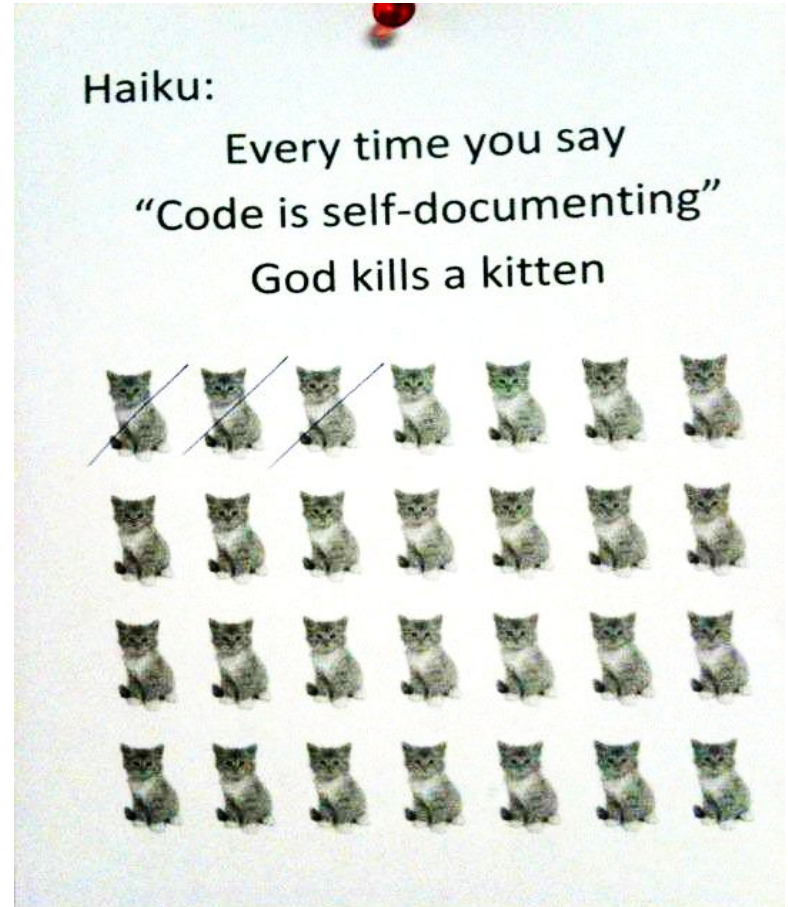 Haiku:
Every time you say
“Code is self-documenting”
God kills a kitten